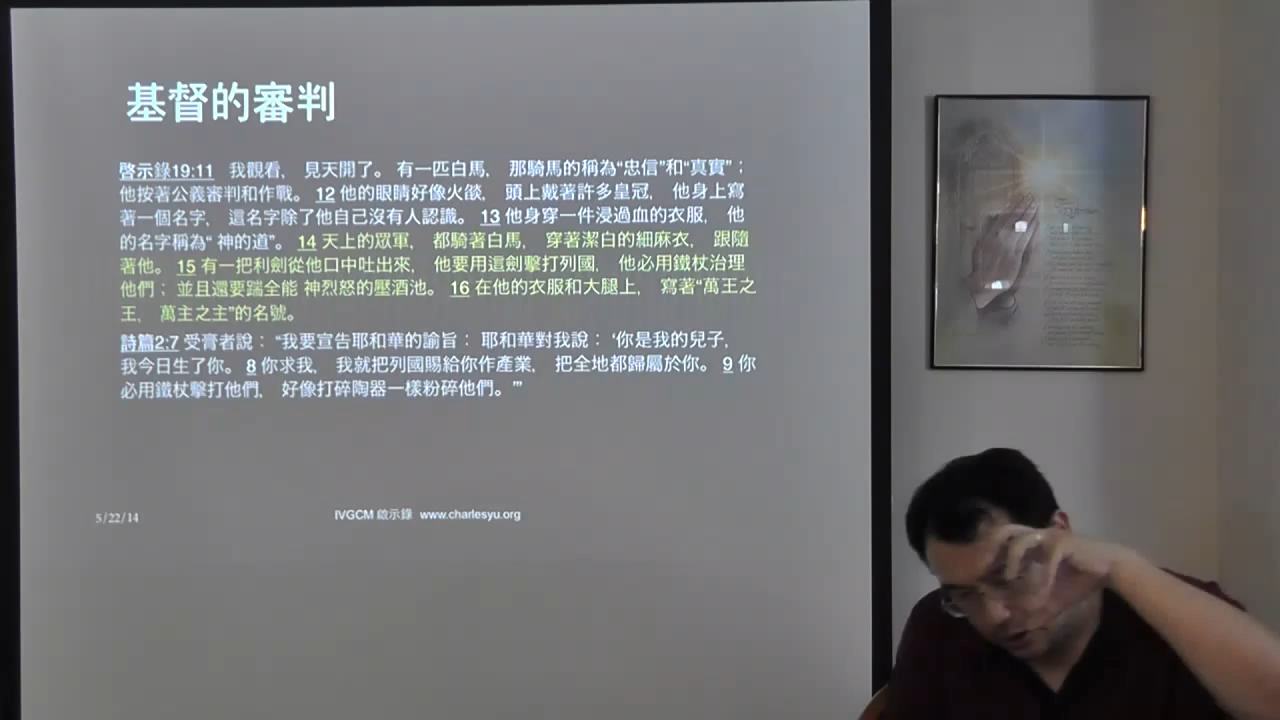 基督的審判
啓示錄19:11 我觀看， 見天開了。 有一匹白馬， 那騎馬的稱為“忠信”和“真實”；
他按著公義審判和作戰。 12 他的眼睛好像火燄， 頭上戴著許多皇冠， 他身上寫
著一個名字， 這名字除了他自己沒有人認識。 13 他身穿一件浸過血的衣服， 他
的名字稱為“ 神的道”。 14 天上的眾軍， 都騎著白馬， 穿著潔白的細麻衣， 跟隨
著他。 15 有一把利劍從他口中吐出來， 他要用這劍擊打列國， 他必用鐵杖治理
他們； 並且還要踹全能 神烈怒的壓酒池。 16 在他的衣服和大腿上， 寫著“萬王之
王， 萬主之主”的名號。
詩篇2:7 受膏者說： “我要宣告耶和華的諭旨： 耶和華對我說： ‘你是我的兒子，
我今日生了你。 8 你求我， 我就把列國賜給你作產業， 把全地都歸屬於你。 9 你
必用鐵杖擊打他們， 好像打碎陶器一樣粉碎他們。’”
5/22/14
IVGCM 啟示錄 www.charlesyu.org